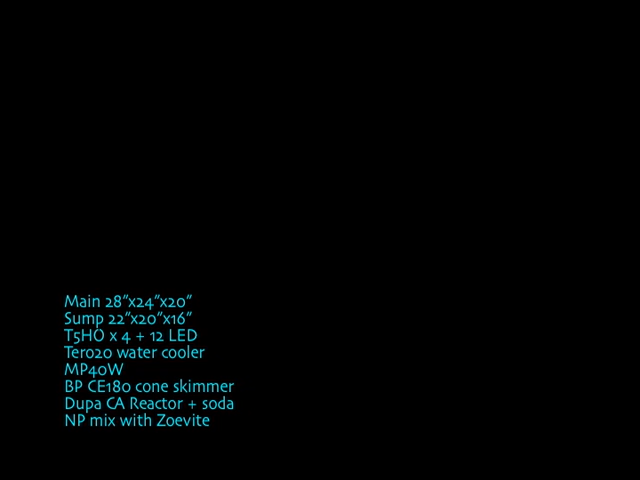 Main 28"x24"x20"
Sump 22"x20"x16"
T5HO x 4 + 12 LED
Tero20 water cooler
MP40W
BP CE180 cone skimmer
Dupa CA Reactor + soda
NP mix with Zoevite